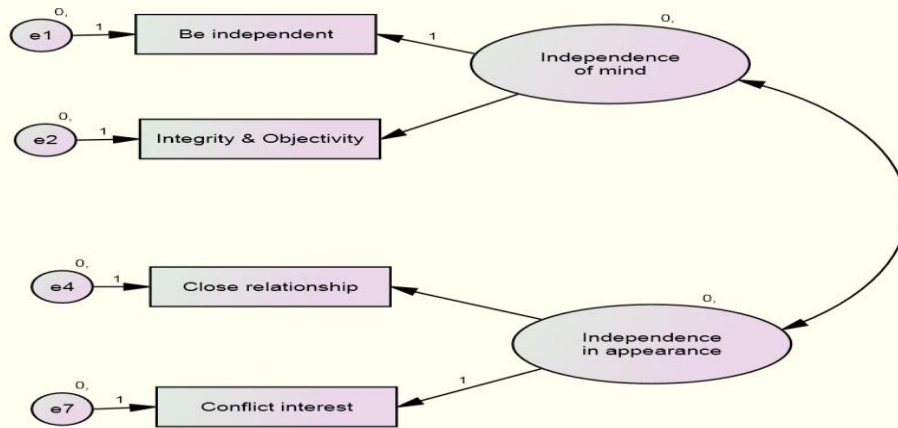 0,
e1
1
Be independent
1
0,
Independence
of mind
0,
e2
1
Integrity & Objectivity
0,
e4
1
Close relationship
0,
Independence
in appearance
0,
e7
1
Conflict interest
1